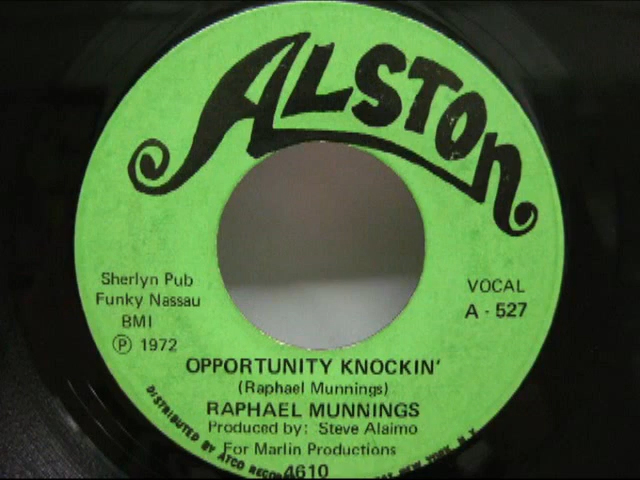 ALSTON
Sherlyn Pub
Funky Nassau
BMI
Ⓟ 1972
VOCAL
A - 527
OPPORTUNITY KNOCKIN'
(Raphael Munnings)
RAPHAEL MUNNINGS
Produced by: Steve Alaimo
For Marlin Productions
4610
DISTRIBUTED BY ATCO RECOR
NEW YORK, N.Y.